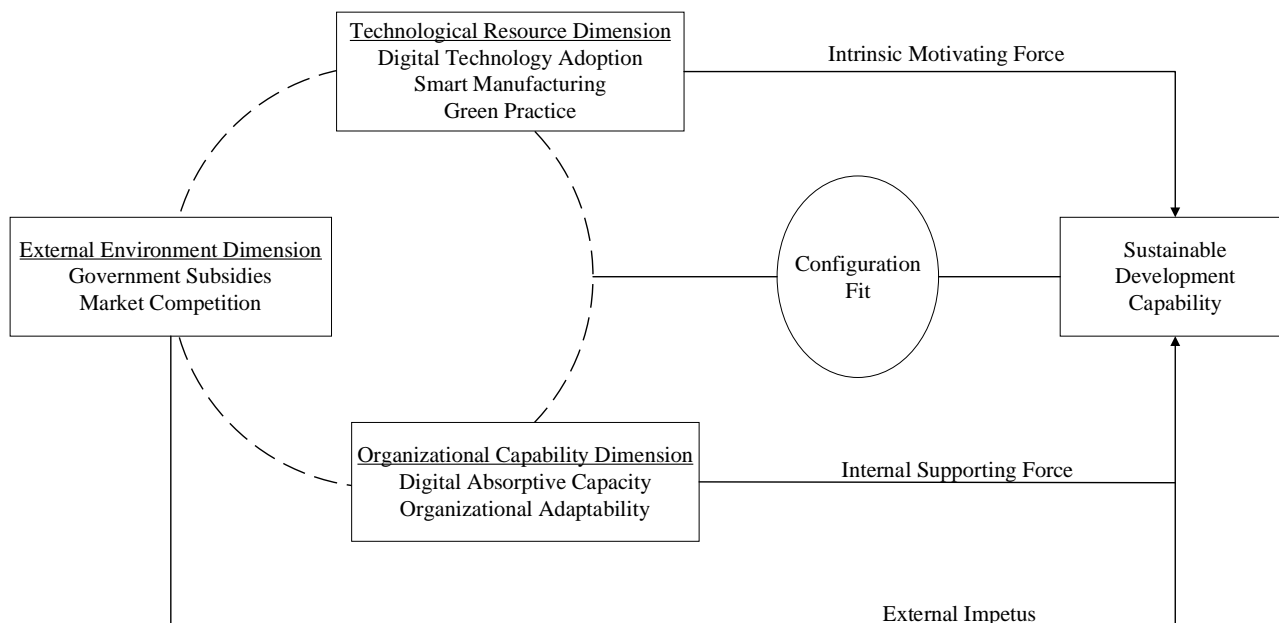 Technological Resource Dimension
Digital Technology Adoption
Smart Manufacturing
Green Practice
Intrinsic Motivating Force
External Environment Dimension
Government Subsidies
Market Competition
Configuration
Fit
Sustainable
Development
Capability
Organizational Capability Dimension
Digital Absorptive Capacity
Organizational Adaptability
Internal Supporting Force
External Impetus